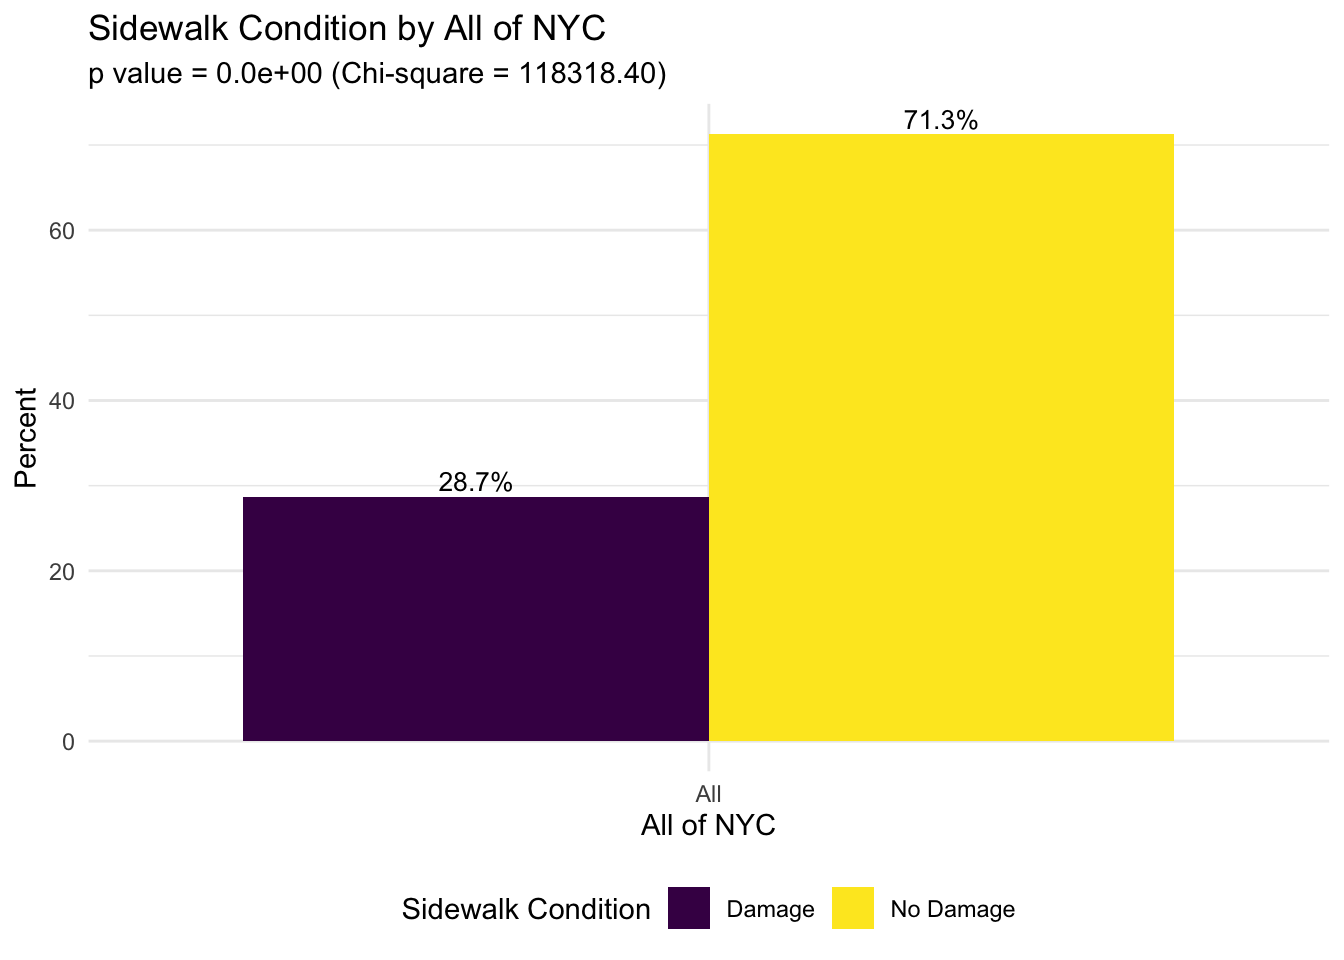 Sidewalk Condition by All of NYC
p value = 0.0e+00 (Chi-square = 118318.40)
71.3%
60
40
Percent
28.7%
20
0
All
All of NYC
Sidewalk Condition Damage No Damage